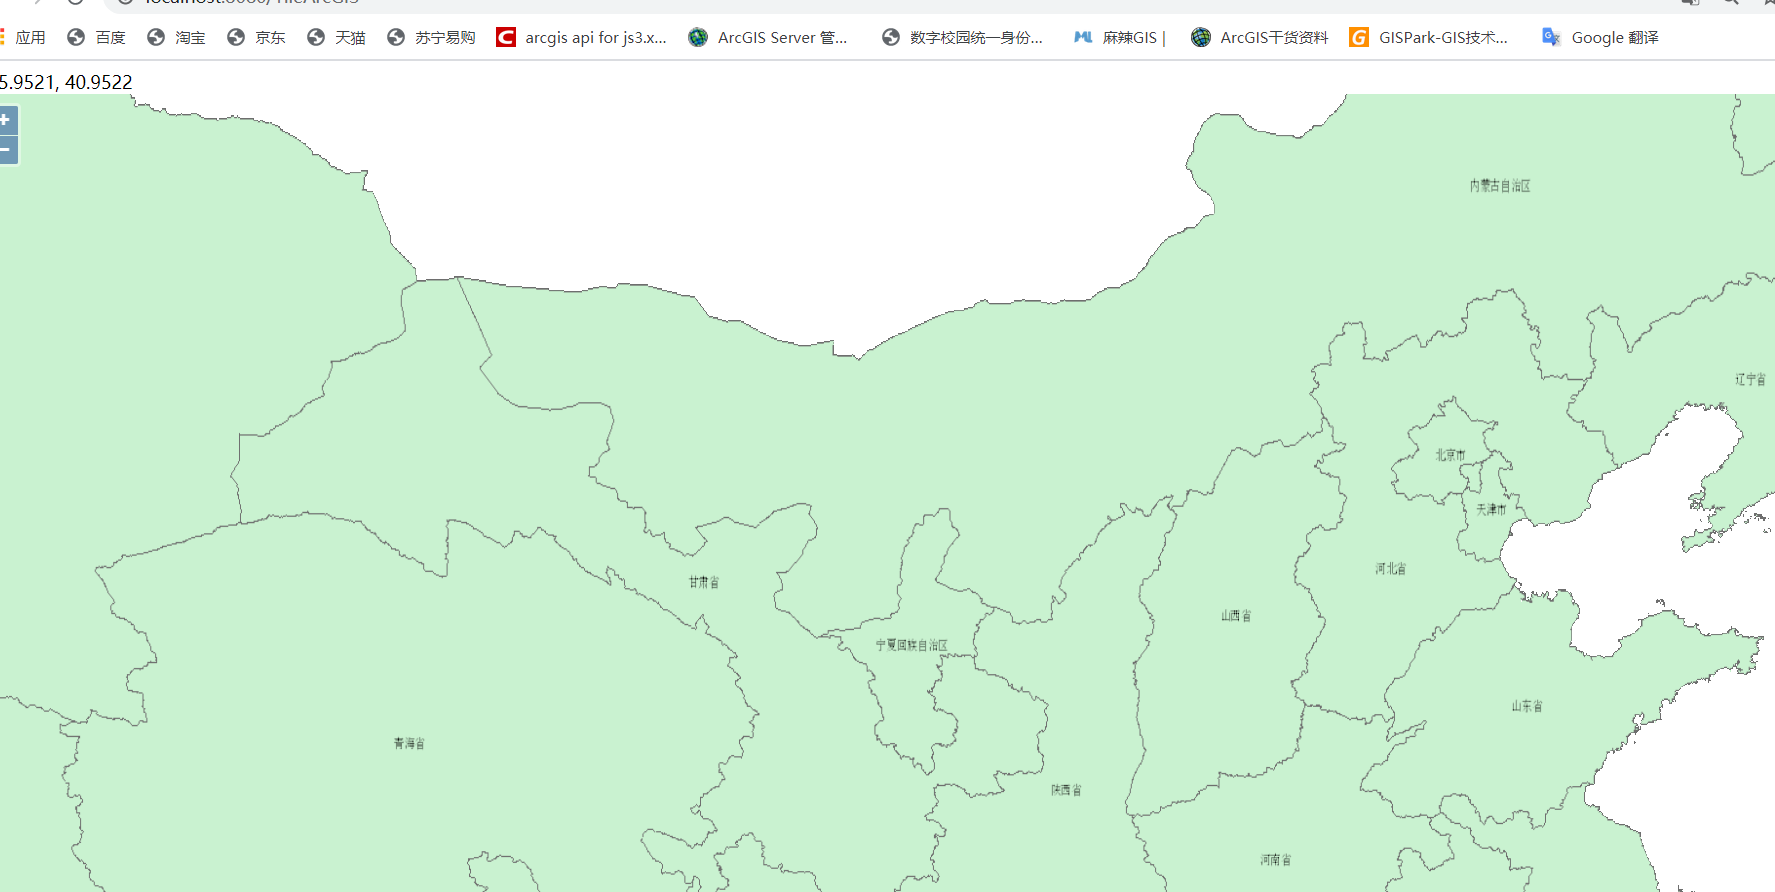 应用 百度 淘宝 京东 天猫 苏宁易购 arcgis api for js3.x... ArcGIS Server 管... 数字校园统一身份... 麻辣GIS | ArcGIS干货资料 GISPark-GIS技术... Google 翻译
5.9521, 40.9522
+
−
内蒙古自治区
辽宁省
北京市
天津市
河北省
甘肃省
山西省
宁夏回族自治区
山东省
青海省
陕西省
河南省